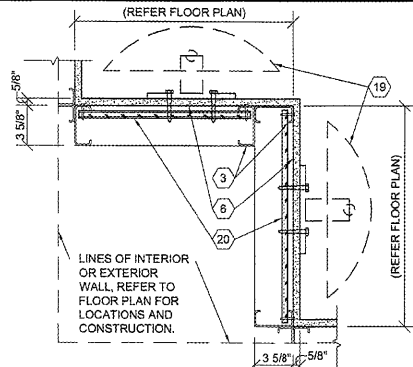 (REFER FLOOR PLAN)
5/8"
3 5/8"
19
3
6
20
(REFER FLOOR PLAN)
LINES OF INTERIOR
OR EXTERIOR
WALL, REFER TO
FLOOR PLAN FOR
LOCATIONS AND
CONSTRUCTION.
3 5/8"
5/8"